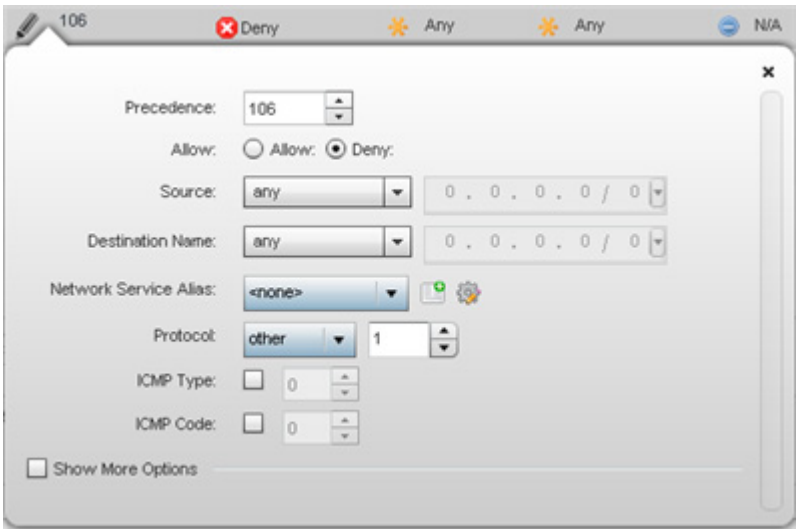 106 Deny Any Any N/A
Precedence: 106
Allow: Allow: Deny:
Source: any 0 . 0 . 0 . 0 / 0
Destination Name: any 0 . 0 . 0 . 0 / 0
Network Service Alias: <none>
Protocol: other 1
ICMP Type: 0
ICMP Code: 0
Show More Options